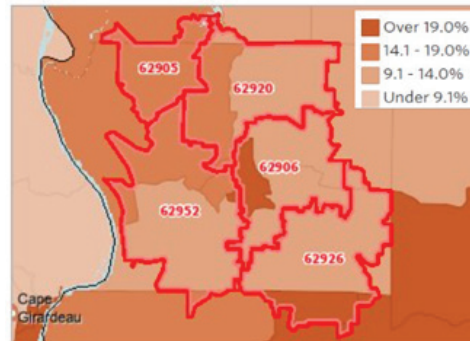 Over 19.0%
14.1 - 19.0%
9.1 - 14.0%
Under 9.1%
62905
62920
62906
62952
62926
Cape
Girardeau